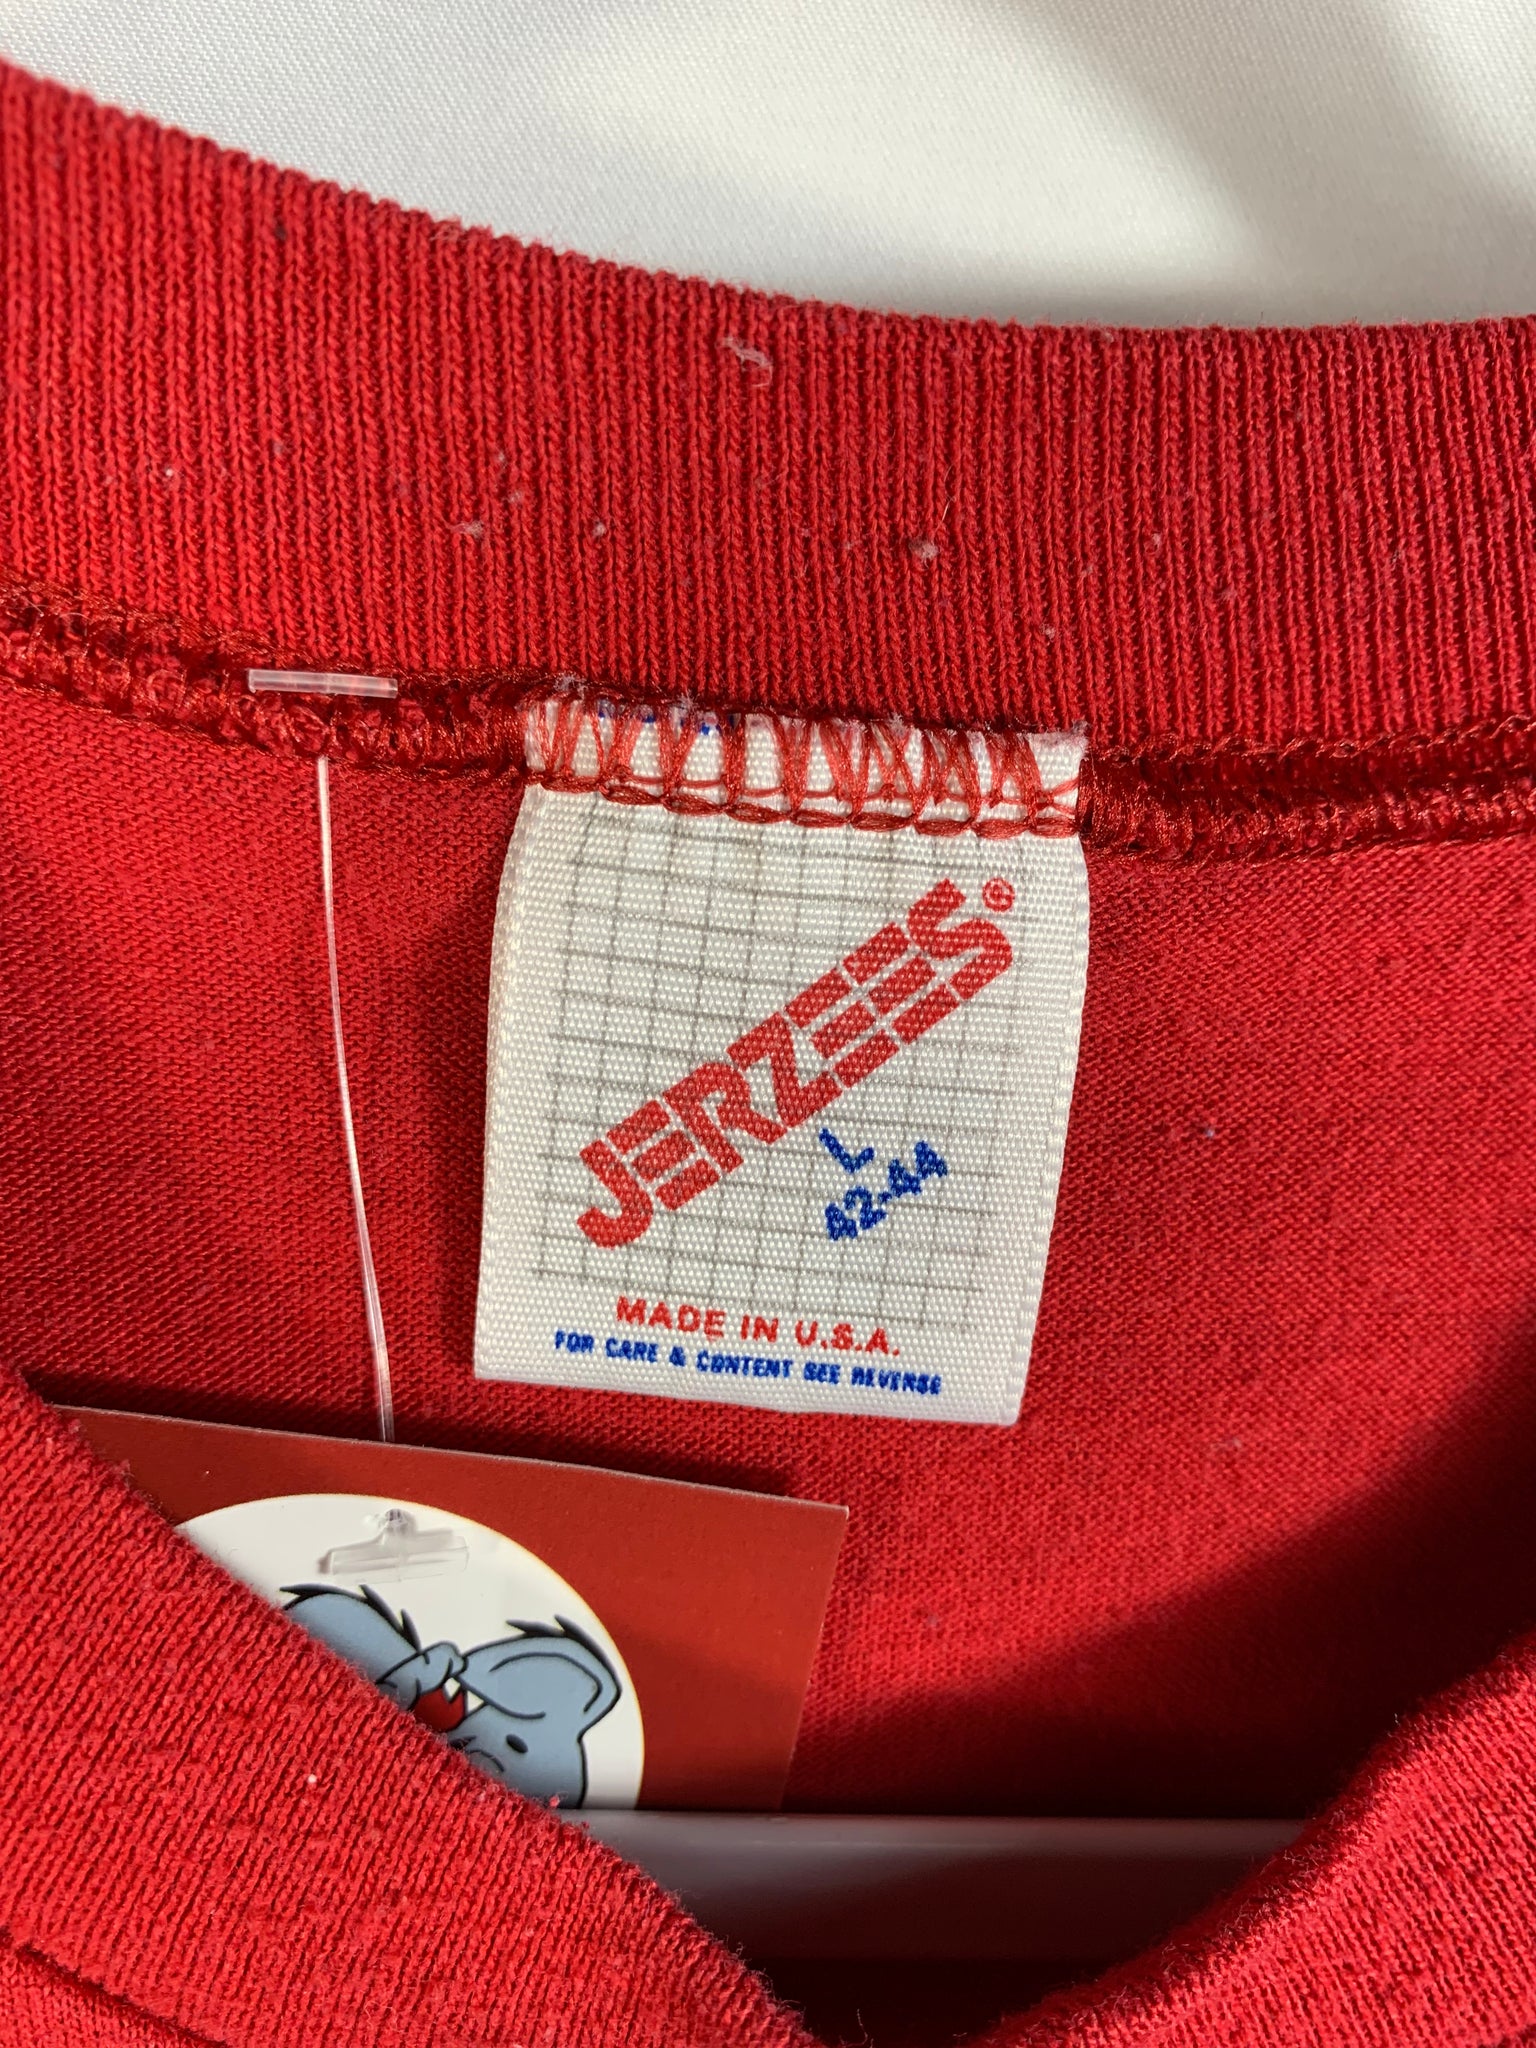 JERZEES®
L
42-44
MADE IN U.S.A.
FOR CARE & CONTENT SEE REVERSE